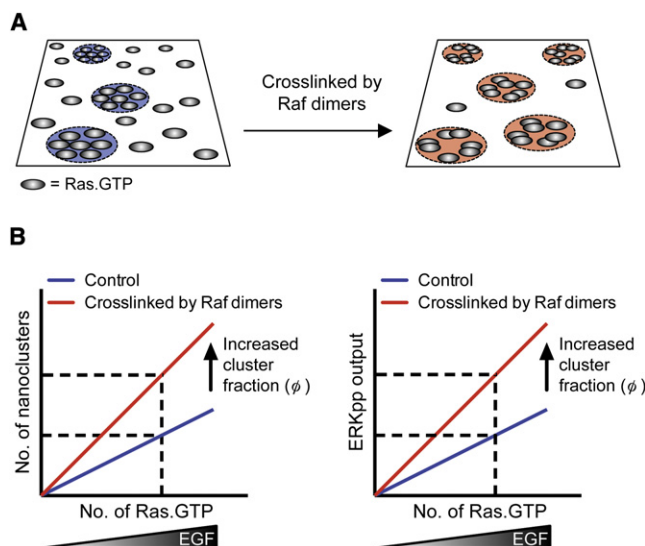 A
Crosslinked by
Raf dimers
= Ras.GTP
B
Control
Crosslinked by Raf dimers
No. of nanoclusters
Increased
cluster
fraction (ϕ)
No. of Ras.GTP
EGF
Control
Crosslinked by Raf dimers
ERKpp output
Increased
cluster
fraction (ϕ)
No. of Ras.GTP
EGF